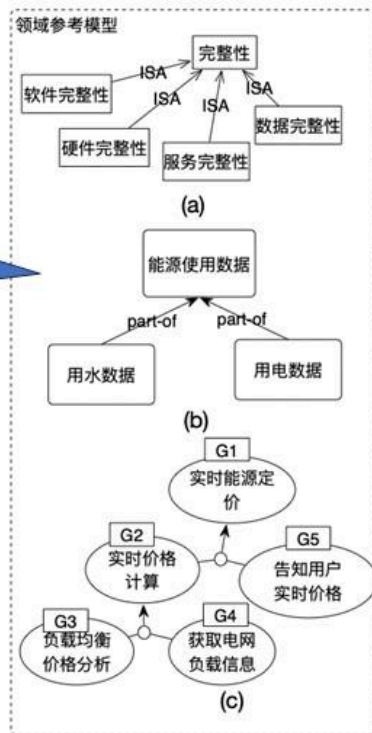 领域参考模型
完整性
ISA
ISA
ISA
ISA
软件完整性
硬件完整性
服务完整性
数据完整性
(a)
能源使用数据
part-of
part-of
用水数据
用电数据
(b)
G1
实时能源定
价
G2
实时价格
计算
G5
告知用户
实时价格
G3
负载均衡
价格分析
G4
获取电网
负载信息
(c)